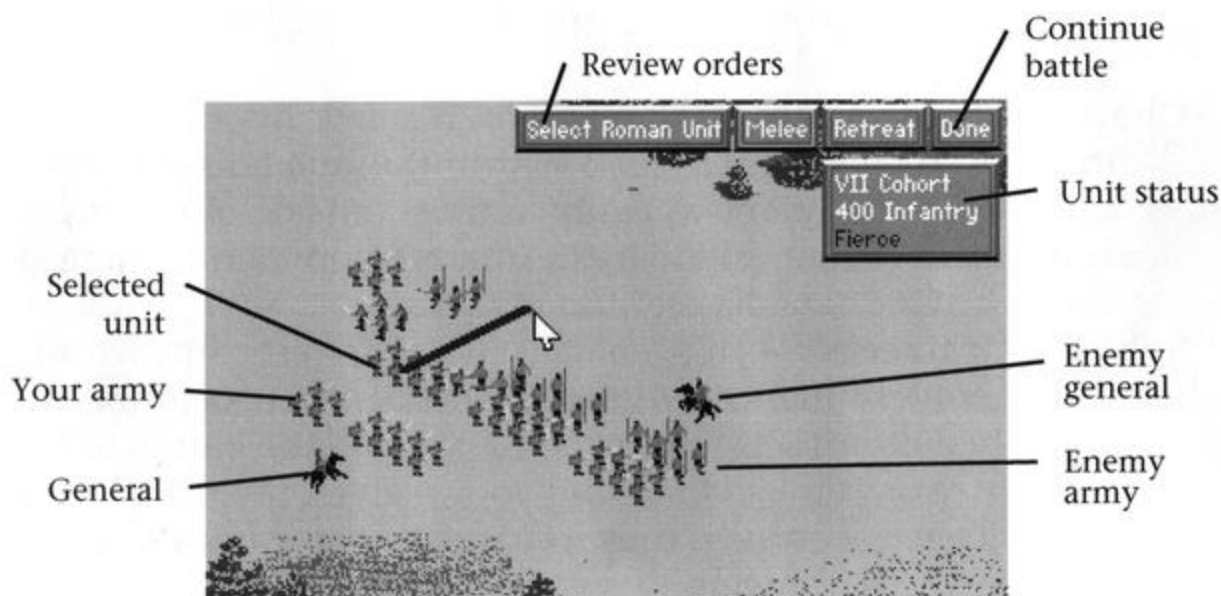 Continue
battle
Review orders
Select Roman Unit Melee Retreat Done
VII Cohort
400 Infantry
Fierce
Unit status
Selected
unit
Your army
General
Enemy
general
Enemy
army